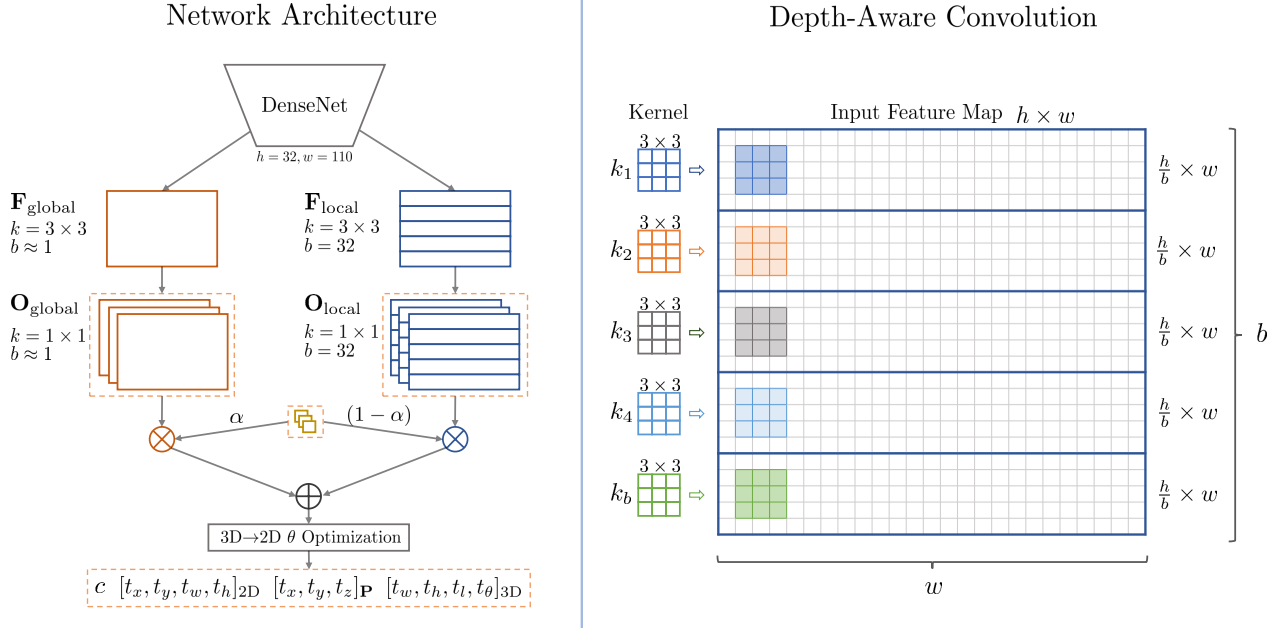 Network Architecture
DenseNet
h = 32, w = 110
F_global
k = 3 × 3
b ≈ 1
F_local
k = 3 × 3
b = 32
O_global
k = 1 × 1
b ≈ 1
O_local
k = 1 × 1
b = 32
α
(1 − α)
3D→2D θ Optimization
c [t_x, t_y, t_w, t_h]_2D [t_x, t_y, t_z]_P [t_w, t_h, t_l, t_θ]_3D
Depth-Aware Convolution
Kernel
Input Feature Map h × w
3 × 3
k_1
h/b × w
3 × 3
k_2
h/b × w
3 × 3
k_3
h/b × w
b
3 × 3
k_4
h/b × w
3 × 3
k_b
h/b × w
w